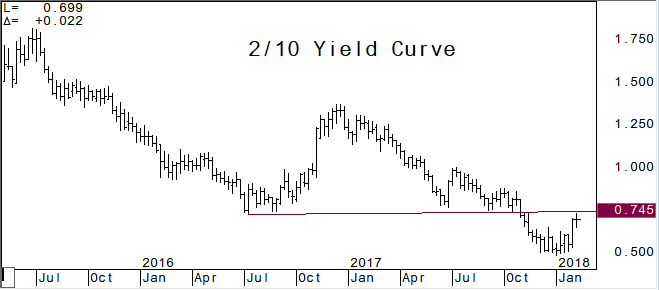 L= 0.699
Δ= +0.022
2/10 Yield Curve
1.750
1.500
1.250
1.000
0.745
0.500
2016 2017 2018
Jul Oct Jan Apr Jul Oct Jan Apr Jul Oct Jan